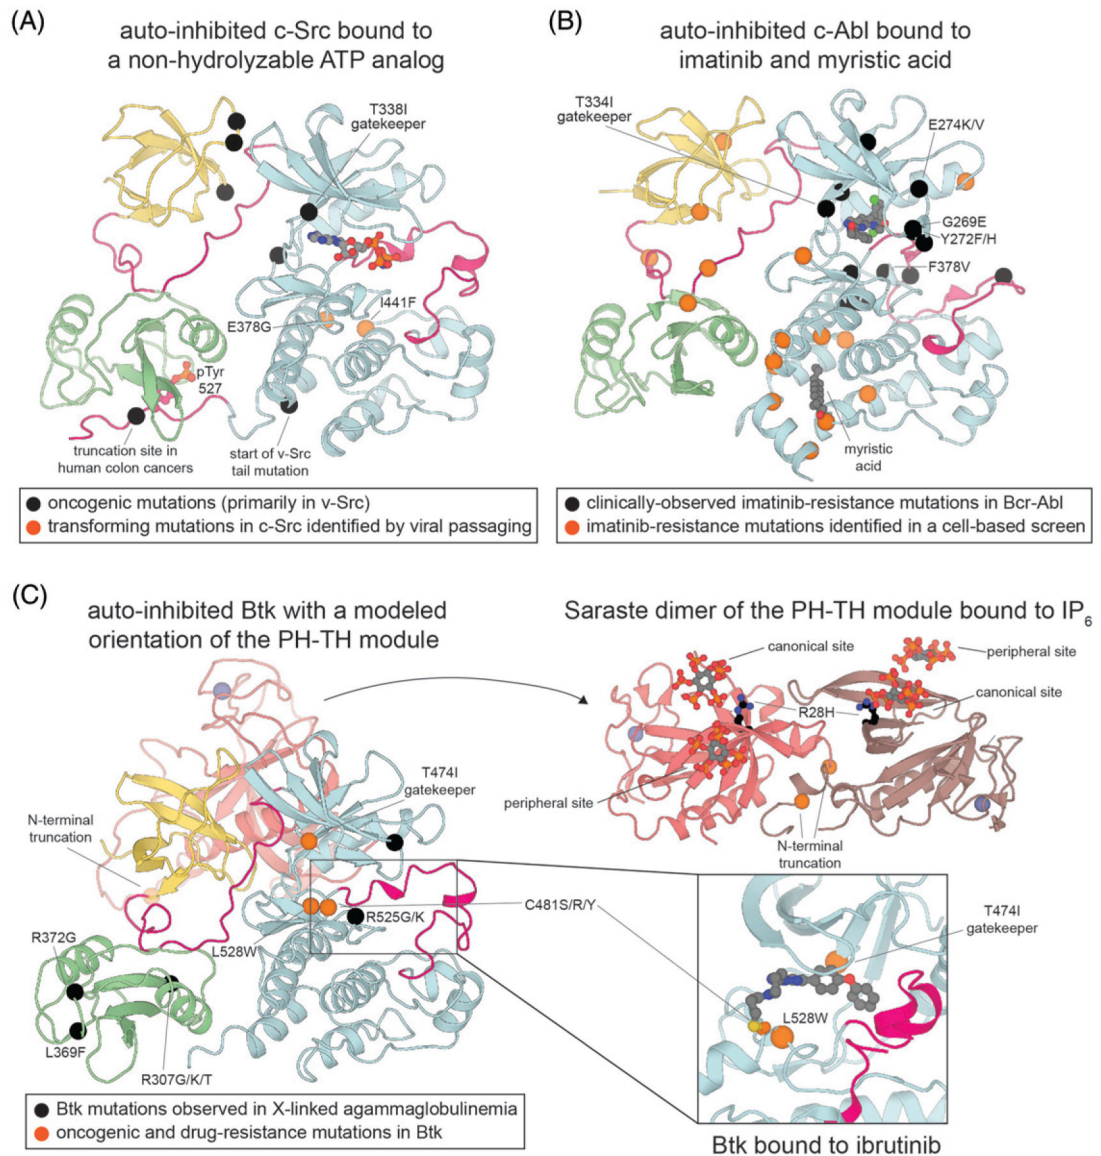 (A)
auto-inhibited c-Src bound to
a non-hydrolyzable ATP analog
T338I
gatekeeper
E378G
I441F
pTyr
527
truncation site in
human colon cancers
start of v-Src
tail mutation
oncogenic mutations (primarily in v-Src)
transforming mutations in c-Src identified by viral passaging
(B)
auto-inhibited c-Abl bound to
imatinib and myristic acid
T334I
gatekeeper
E274K/V
G269E
Y272F/H
F378V
myristic
acid
clinically-observed imatinib-resistance mutations in Bcr-Abl
imatinib-resistance mutations identified in a cell-based screen
(C)
auto-inhibited Btk with a modeled
orientation of the PH-TH module
T474I
gatekeeper
N-terminal
truncation
C481S/R/Y
R525G/K
L528W
R372G
L369F
R307G/K/T
Btk mutations observed in X-linked agammaglobulinemia
oncogenic and drug-resistance mutations in Btk
Saraste dimer of the PH-TH module bound to IP6
canonical site
peripheral site
canonical site
R28H
peripheral site
N-terminal
truncation
T474I
gatekeeper
L528W
Btk bound to ibrutinib